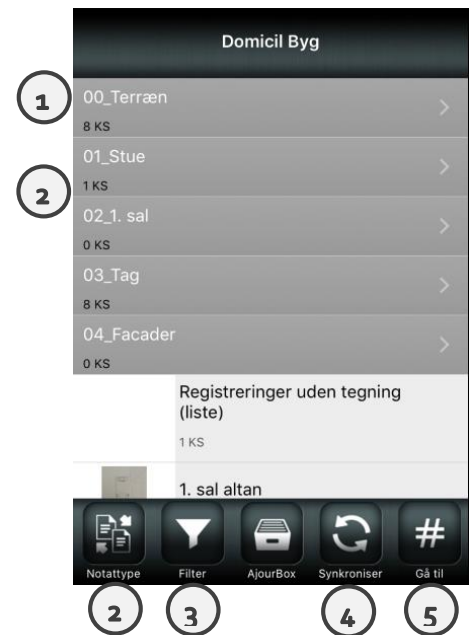 Domicil Byg
1
00_Terræn
8 KS
01_Stue
2
1 KS
02_1. sal
0 KS
03_Tag
8 KS
04_Facader
0 KS
Registreringer uden tegning
(liste)
1 KS
1. sal altan
#
Notattype Filter AjourBox Synkroniser Gå til
2 3 4 5